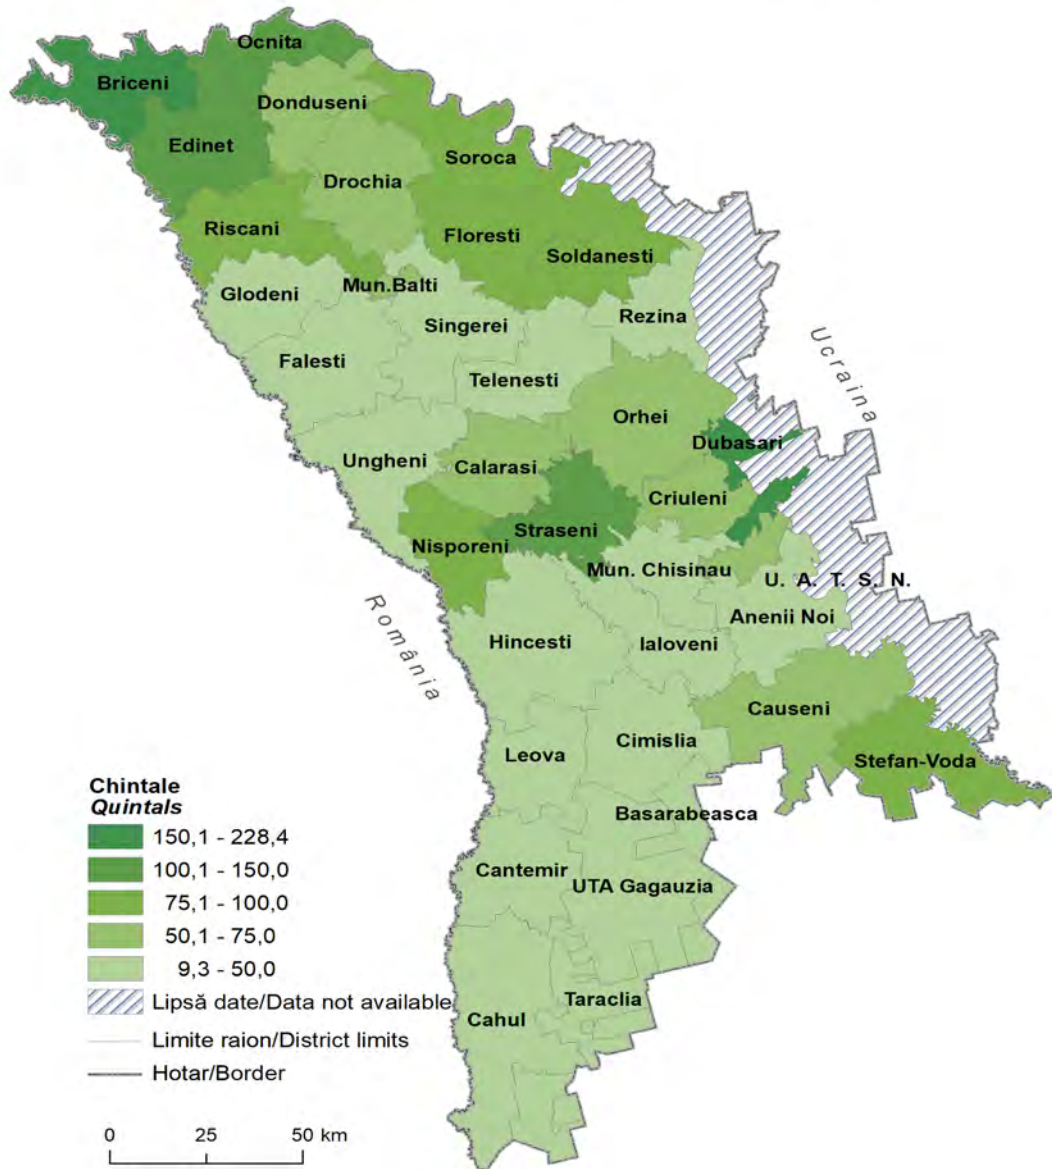 Ocnita
Briceni
Donduseni
Edinet
Soroca
Drochia
Riscani
Floresti
Soldanesti
Mun.Balti
Glodeni
Rezina
Singerei
Ucraina
Falesti
Telenesti
Orhei
Dubasari
Ungheni
Calarasi
Criuleni
Straseni
Nisporeni
Mun. Chisinau
U. A. T. S. N.
România
Anenii Noi
Hincesti
Ialoveni
Causeni
Cimislia
Leova
Stefan-Voda
Basarabeasca
Cantemir
UTA Gagauzia
Taraclia
Cahul
Chintale
Quintals
150,1 - 228,4
100,1 - 150,0
75,1 - 100,0
50,1 - 75,0
9,3 - 50,0
Lipsă date/Data not available
Limite raion/District limits
Hotar/Border
0 25 50 km